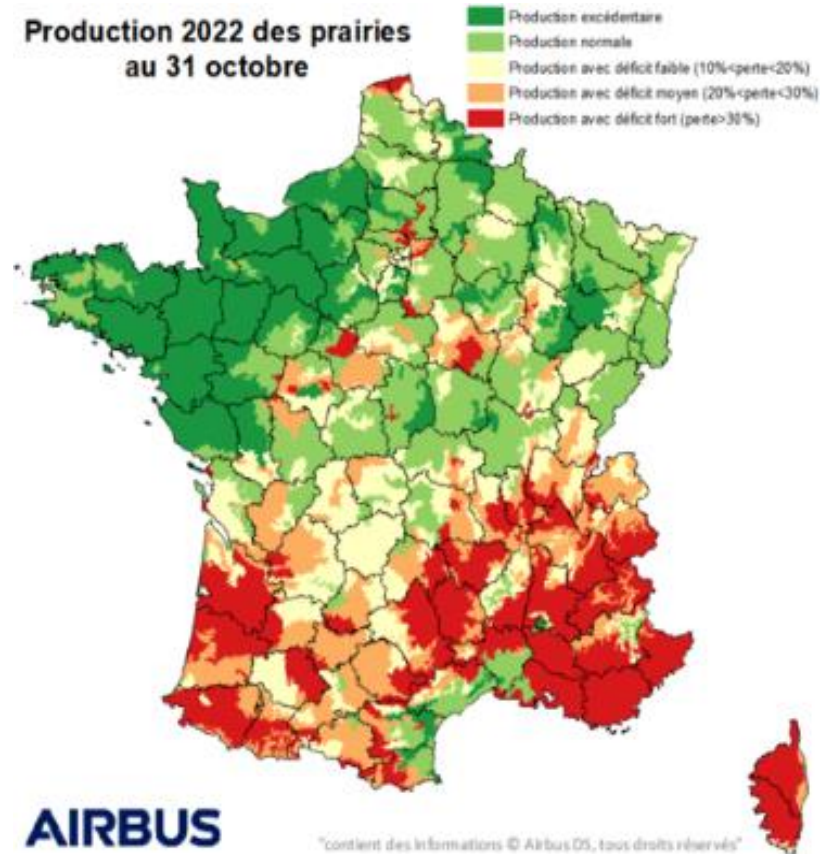 Production 2022 des prairies
au 31 octobre
Production excédentaire
Production normale
Production avec déficit faible (10%<perte<20%)
Production avec déficit moyen (20%<perte<30%)
Production avec déficit fort (perte>30%)
AIRBUS
"contient des Informations © Airbus DS, tous droits réservés"